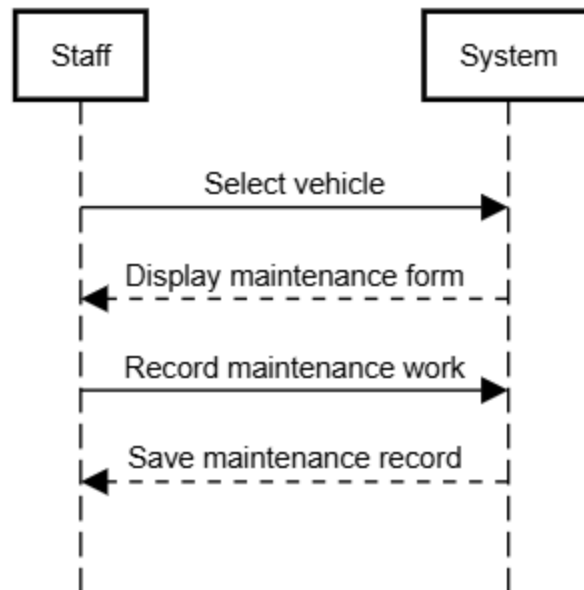 Staff
System
Select vehicle
Display maintenance form
Record maintenance work
Save maintenance record